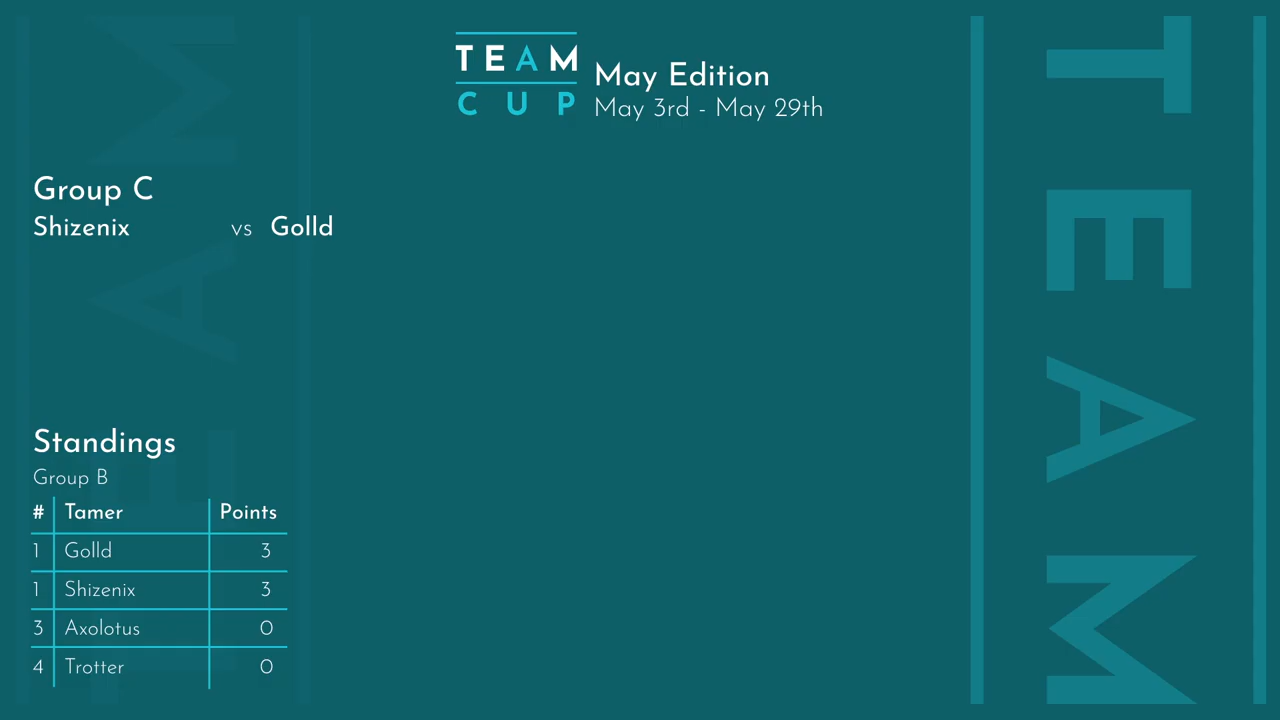 TEAM
CUP
May Edition
May 3rd - May 29th
Group C
Shizenix vs Golld
Standings
Group B
# Tamer Points
1 Golld 3
1 Shizenix 3
3 Axolotus 0
4 Trotter 0
TEAM
TEAM